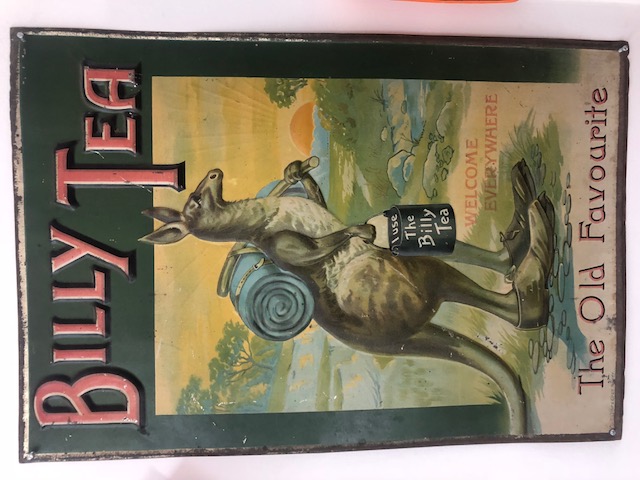 BILLY TEA
WELCOME
EVERYWHERE
I use
The
Billy
Tea
The Old Favourite